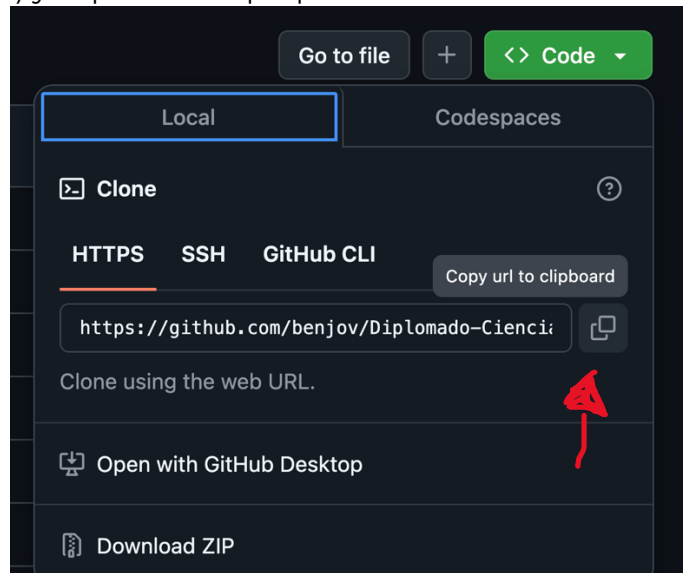 Go to file
+
<> Code
Local
Codespaces
Clone
?
HTTPS
SSH
GitHub CLI
Copy url to clipboard
https://github.com/benjov/Diplomado-Ciencia
Clone using the web URL.
Open with GitHub Desktop
Download ZIP